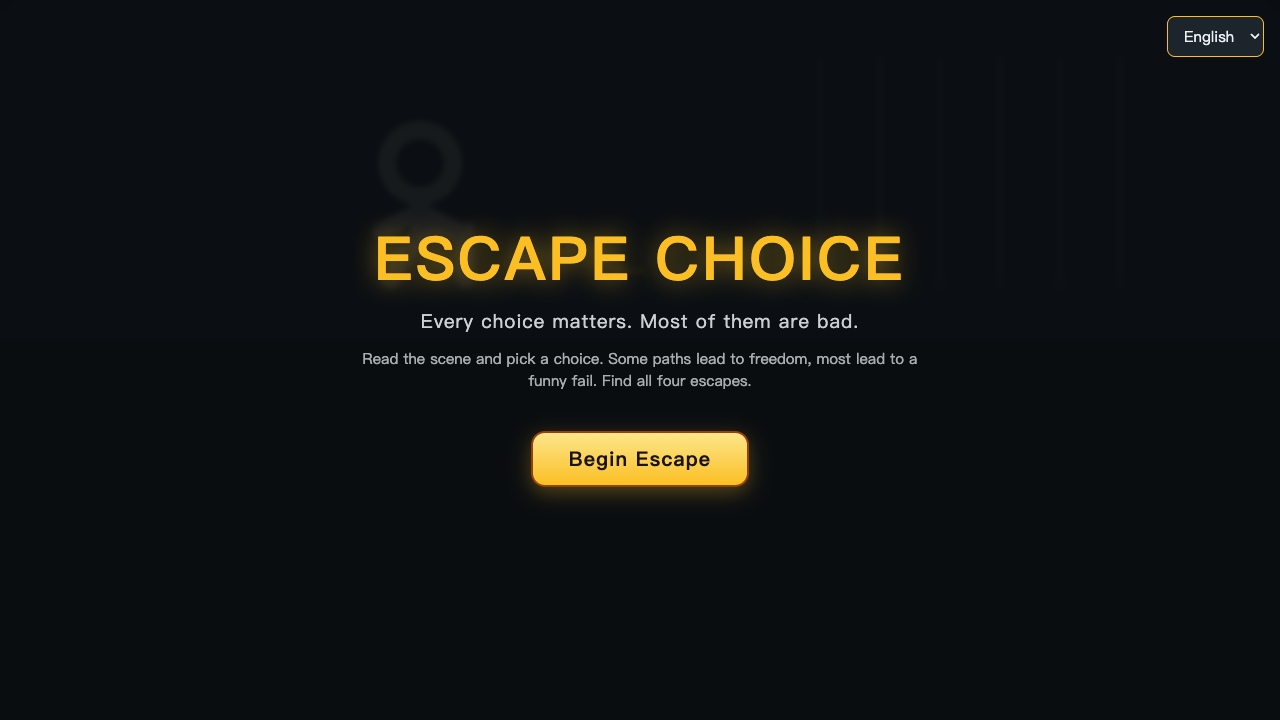 English
ESCAPE CHOICE
Every choice matters. Most of them are bad.
Read the scene and pick a choice. Some paths lead to freedom, most lead to a
funny fail. Find all four escapes.
Begin Escape